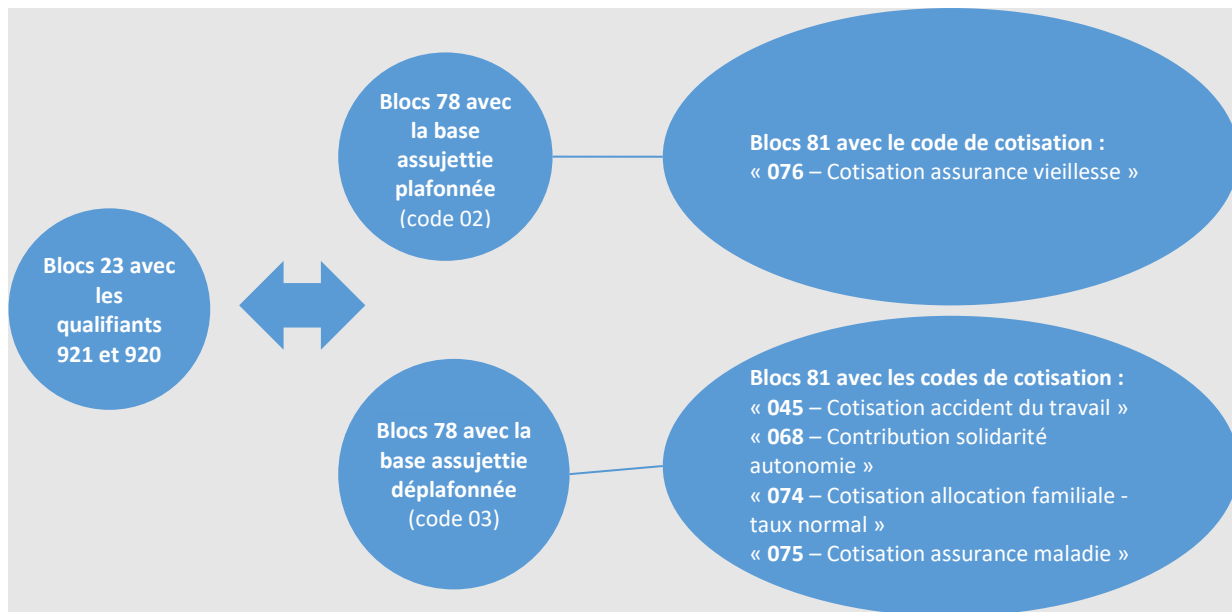 Blocs 23 avec
les
qualifiants
921 et 920
Blocs 78 avec
la base
assujettie
plafonnée
(code 02)
Blocs 81 avec le code de cotisation :
« 076 – Cotisation assurance vieillesse »
Blocs 78 avec la
base assujettie
déplafonnée
(code 03)
Blocs 81 avec les codes de cotisation :
« 045 – Cotisation accident du travail »
« 068 – Contribution solidarité
autonomie »
« 074 – Cotisation allocation familiale -
taux normal »
« 075 – Cotisation assurance maladie »